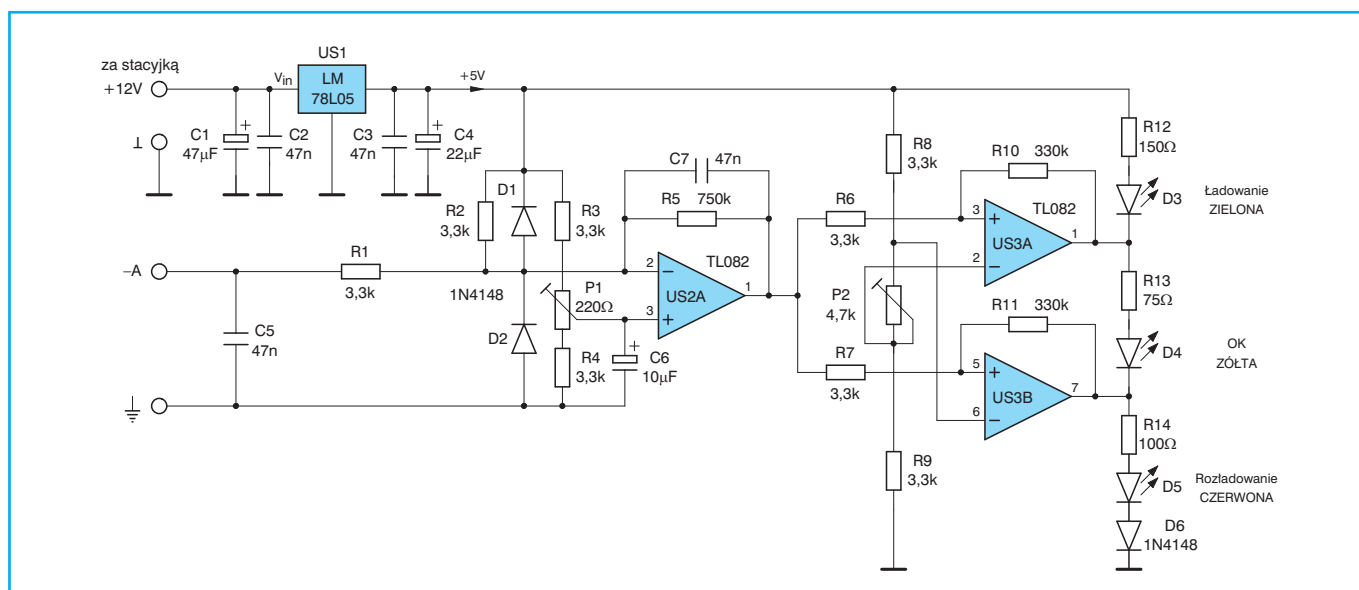 za stacyjką
+12V
⊥
C1
47µF
+
C2
47n
Vin
US1
LM
78L05
C3
47n
+
C4
22µF
+5V
–A
C5
47n
R1
3,3k
R2
3,3k
D1
1N4148
D2
R3
3,3k
P1
220Ω
R4
3,3k
+
C6
10µF
C7
47n
R5
750k
TL082
2
–
3
+
US2A
1
R6
3,3k
R7
3,3k
R8
3,3k
P2
4,7k
R9
3,3k
R10
330k
TL082
3
+
2
–
US3A
1
R11
330k
5
+
6
–
US3B
7
R12
150Ω
D3
Ładowanie
ZIELONA
R13
75Ω
D4
OK
ZÓŁTA
R14
100Ω
D5
Rozładowanie
CZERWONA
D6
1N4148